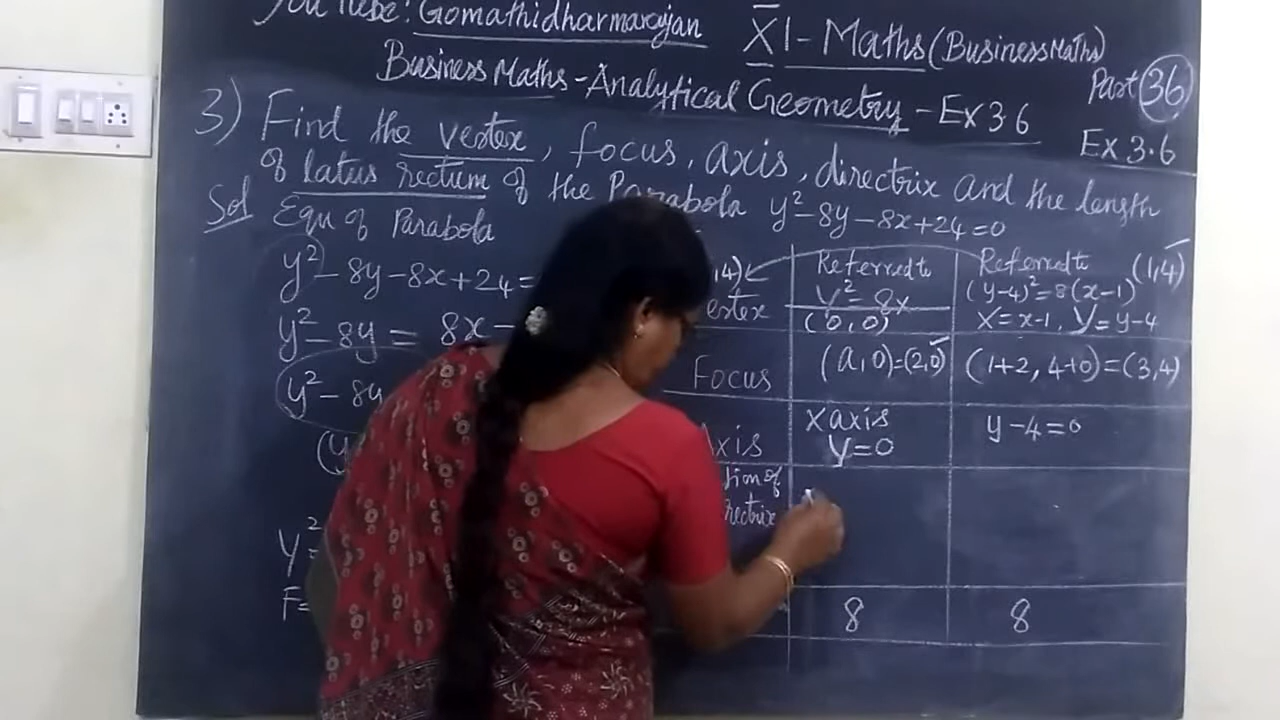 YouTube: Gomathidharmarajan XI - Maths (Business Maths)
Business Maths - Analytical Geometry - Ex 3.6 Part 36
Ex 3.6
3) Find the vertex, focus, axis, directrix and the length
of latus rectum of the Parabola y²-8y-8x+24=0
Sol Equ of Parabola
y²-8y-8x+24=
y²-8y = 8x-
y²-8y
(y
Y²=
F=
,4)
Referred to
Y²=8x
Referred to (1,4)
(y-4)²=8(x-1)
X=x-1, Y=y-4
ertex (0,0)
Focus (a,0)=(2,0) (1+2, 4+0)=(3,4)
Axis X axis
Y=0 y-4=0
tion of
rectrix
8 8